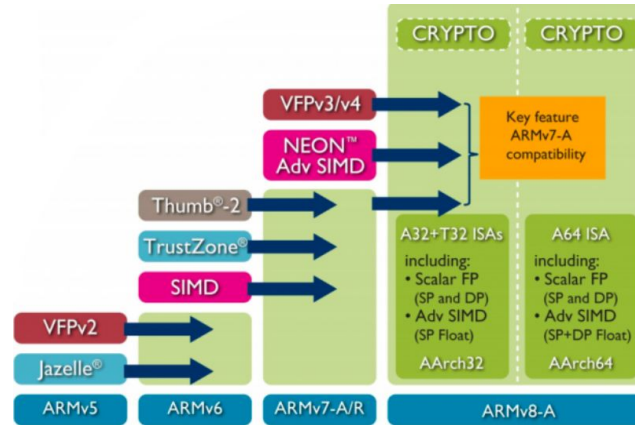 CRYPTO
CRYPTO
VFPv3/v4
NEON™
Adv SIMD
Key feature
ARMv7-A
compatibility
Thumb®-2
TrustZone®
SIMD
A32+T32 ISAs
including:
• Scalar FP
(SP and DP)
• Adv SIMD
(SP Float)
AArch32
A64 ISA
including:
• Scalar FP
(SP and DP)
• Adv SIMD
(SP+DP Float)
AArch64
VFPv2
Jazelle®
ARMv5
ARMv6
ARMv7-A/R
ARMv8-A